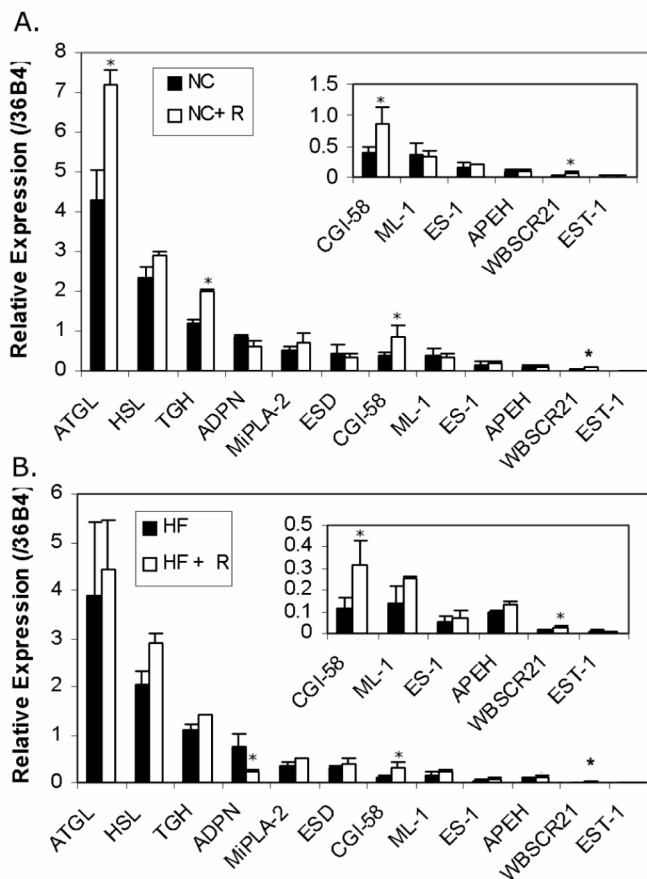 A.
Relative Expression (/36B4)
8
7
6
5
4
3
2
1
0
NC
NC+ R
*
*
*
*
ATGL
HSL
TGH
ADPN
MiPLA-2
ESD
CGI-58
ML-1
ES-1
APEH
WBSCR21
EST-1
1.5
1.0
0.5
0
*
*
CGI-58
ML-1
ES-1
APEH
WBSCR21
EST-1
B.
Relative Expression (/36B4)
6
5
4
3
2
1
0
HF
HF + R
*
*
*
ATGL
HSL
TGH
ADPN
MiPLA-2
ESD
CGI-58
ML-1
ES-1
APEH
WBSCR21
EST-1
0.5
0.4
0.3
0.2
0.1
0
*
*
CGI-58
ML-1
ES-1
APEH
WBSCR21
EST-1